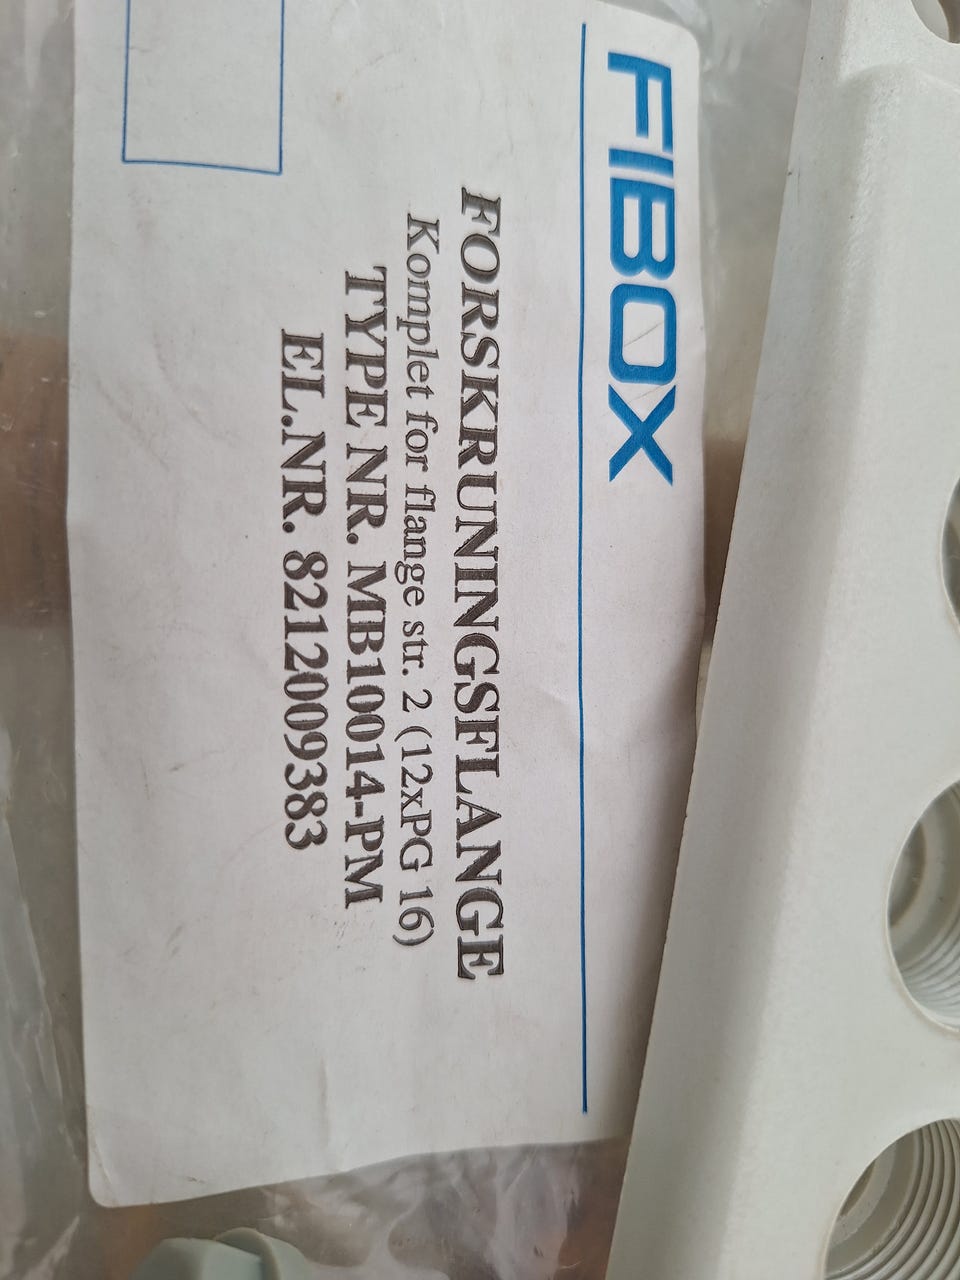 FIBOX
FORSKRUNINGSFLANGE
Komplet for flange str. 2 (12xPG 16)
TYPE NR. MB10014-PM
EL.NR. 8212009383